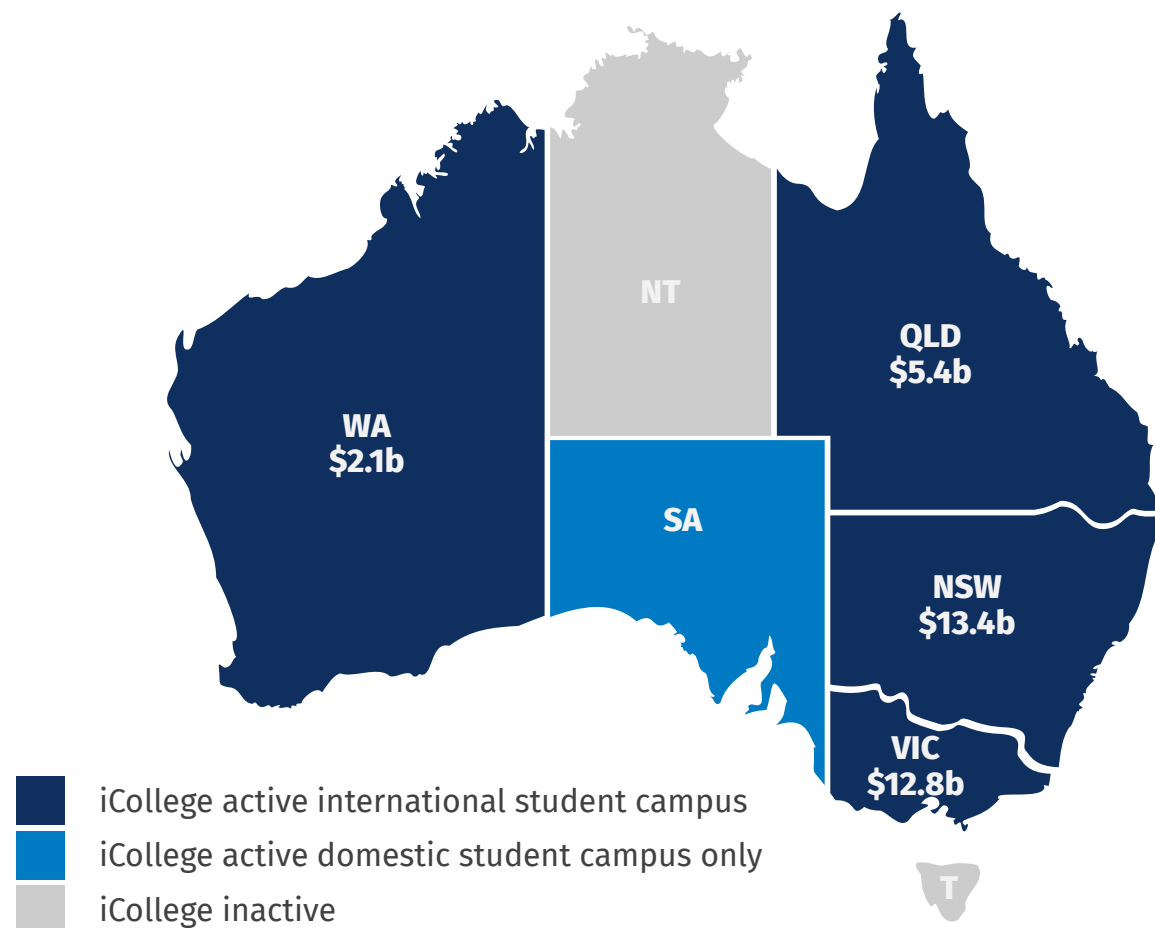 NT
QLD
$5.4b
WA
$2.1b
SA
NSW
$13.4b
VIC
$12.8b
iCollege active international student campus
iCollege active domestic student campus only
T
iCollege inactive